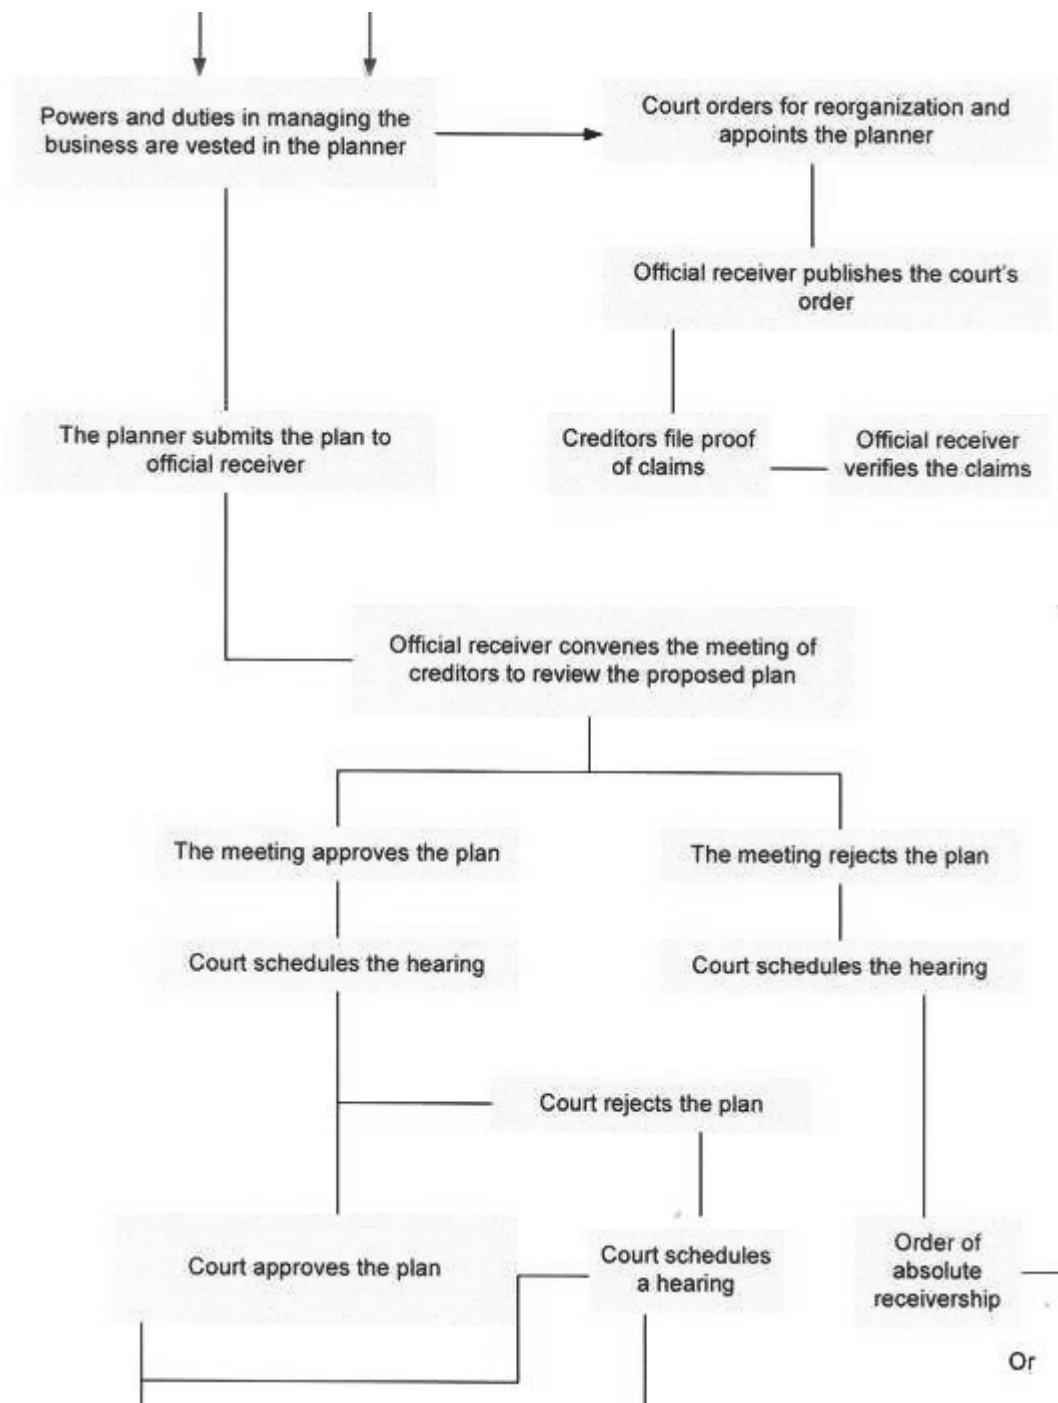 Powers and duties in managing the
business are vested in the planner
Court orders for reorganization and
appoints the planner
Official receiver publishes the court's
order
The planner submits the plan to
official receiver
Creditors file proof
of claims
Official receiver
verifies the claims
Official receiver convenes the meeting of
creditors to review the proposed plan
The meeting approves the plan
The meeting rejects the plan
Court schedules the hearing
Court schedules the hearing
Court rejects the plan
Court approves the plan
Court schedules
a hearing
Order of
absolute
receivership
Or